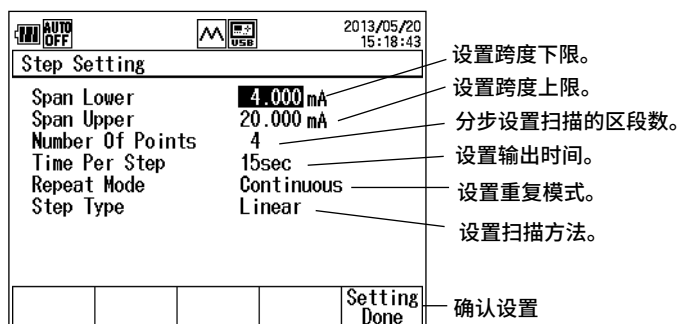 AUTO OFF USB 2013/05/20
15:18:43
Step Setting
Span Lower 4.000 mA 设置跨度下限。
Span Upper 20.000 mA 设置跨度上限。
Number Of Points 4 分步设置扫描的区段数。
Time Per Step 15sec 设置输出时间。
Repeat Mode Continuous 设置重复模式。
Step Type Linear 设置扫描方法。
Setting Done 确认设置